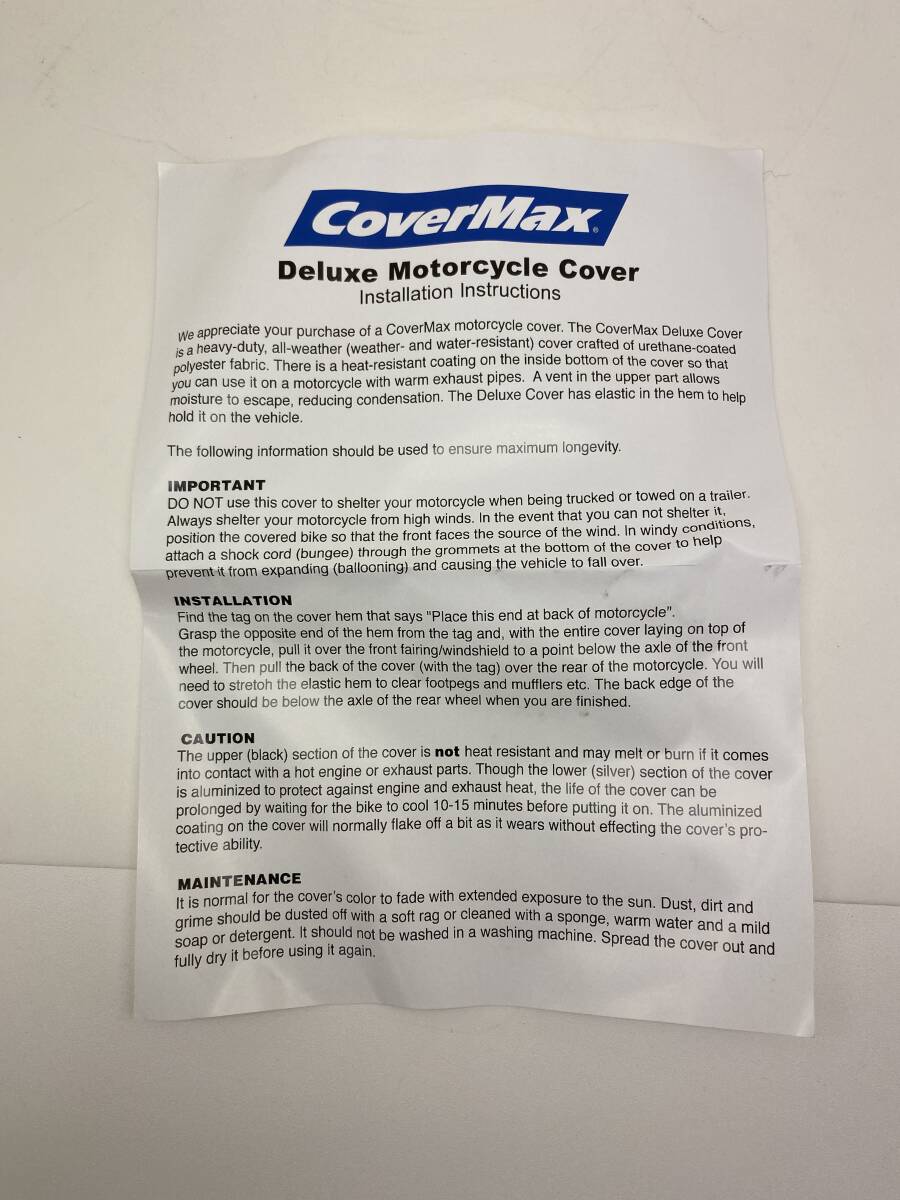 CoverMax®
Deluxe Motorcycle Cover
Installation Instructions
We appreciate your purchase of a CoverMax motorcycle cover. The CoverMax Deluxe Cover
is a heavy-duty, all-weather (weather- and water-resistant) cover crafted of urethane-coated
polyester fabric. There is a heat-resistant coating on the inside bottom of the cover so that
you can use it on a motorcycle with warm exhaust pipes. A vent in the upper part allows
moisture to escape, reducing condensation. The Deluxe Cover has elastic in the hem to help
hold it on the vehicle.
The following information should be used to ensure maximum longevity.
IMPORTANT
DO NOT use this cover to shelter your motorcycle when being trucked or towed on a trailer.
Always shelter your motorcycle from high winds. In the event that you can not shelter it,
position the covered bike so that the front faces the source of the wind. In windy conditions,
attach a shock cord (bungee) through the grommets at the bottom of the cover to help
prevent it from expanding (ballooning) and causing the vehicle to fall over.
INSTALLATION
Find the tag on the cover hem that says "Place this end at back of motorcycle".
Grasp the opposite end of the hem from the tag and, with the entire cover laying on top of
the motorcycle, pull it over the front fairing/windshield to a point below the axle of the front
wheel. Then pull the back of the cover (with the tag) over the rear of the motorcycle. You will
need to stretoh the elastic hem to clear footpegs and mufflers etc. The back edge of the
cover should be below the axle of the rear wheel when you are finished.
CAUTION
The upper (black) section of the cover is not heat resistant and may melt or burn if it comes
into contact with a hot engine or exhaust parts. Though the lower (silver) section of the cover
is aluminized to protect against engine and exhaust heat, the life of the cover can be
prolonged by waiting for the bike to cool 10-15 minutes before putting it on. The aluminized
coating on the cover will normally flake off a bit as it wears without effecting the cover's pro-
tective ability.
MAINTENANCE
It is normal for the cover's color to fade with extended exposure to the sun. Dust, dirt and
grime should be dusted off with a soft rag or cleaned with a sponge, warm water and a mild
soap or detergent. It should not be washed in a washing machine. Spread the cover out and
fully dry it before using it again.